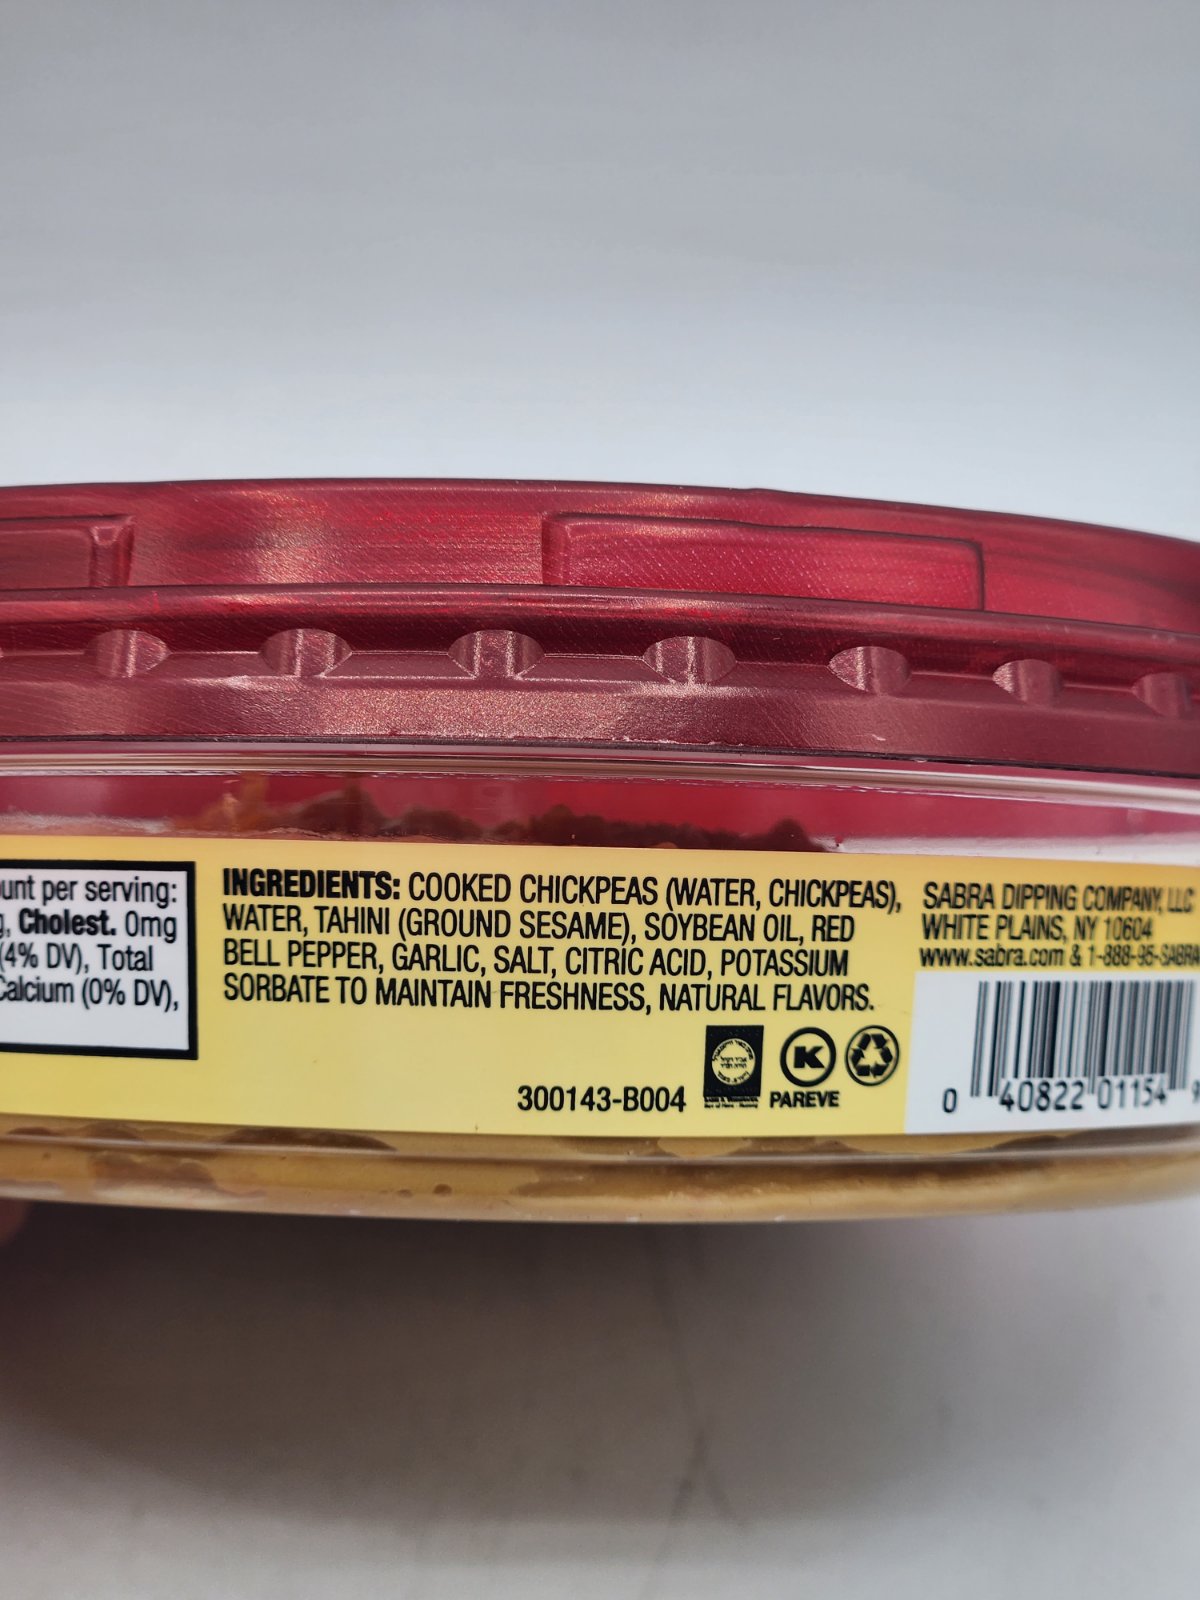 unt per serving:
, Cholest. 0mg
(4% DV), Total
Calcium (0% DV),
INGREDIENTS: COOKED CHICKPEAS (WATER, CHICKPEAS),
WATER, TAHINI (GROUND SESAME), SOYBEAN OIL, RED
BELL PEPPER, GARLIC, SALT, CITRIC ACID, POTASSIUM
SORBATE TO MAINTAIN FRESHNESS, NATURAL FLAVORS.
300143-B004
K
PAREVE
SABRA DIPPING COMPANY, LLC
WHITE PLAINS, NY 10604
www.sabra.com & 1-888-95-SABRA
0 40822 01154 9